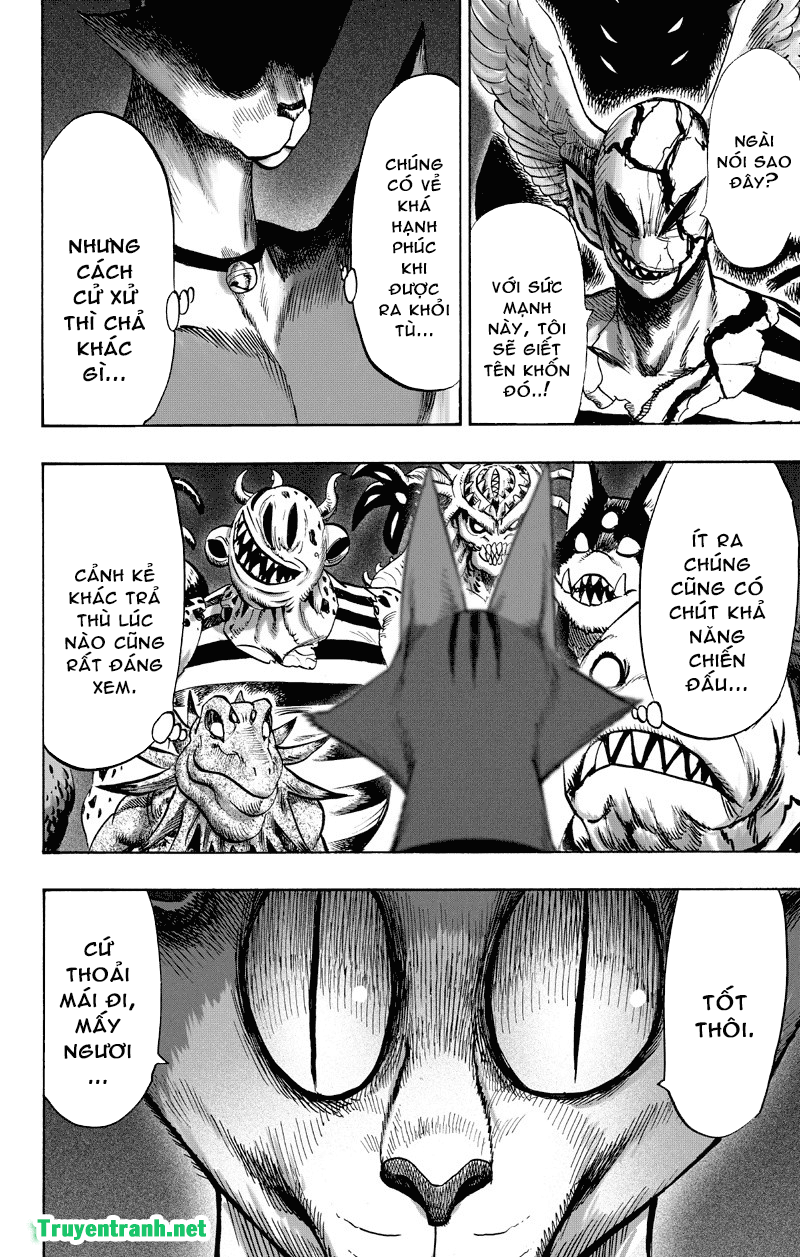 NGÀI
NÓI SAO
ĐÂY?
VỚI SỨC
MẠNH
NÀY, TÔI
SẼ GIẾT
TÊN KHỐN
ĐÓ..!
CHÚNG
CÓ VẺ
KHÁ
HẠNH
PHÚC
KHI
ĐƯỢC
RA KHỎI
TÙ...
NHƯNG
CÁCH
CỬ XỬ
THÌ CHẢ
KHÁC
GÌ...
ÍT RA
CHÚNG
CŨNG CÓ
CHÚT KHẢ
NĂNG
CHIẾN
ĐẤU...
CẢNH KẺ
KHÁC TRẢ
THÙ LÚC
NÀO CŨNG
RẤT ĐÁNG
XEM.
TỐT
THÔI.
CỨ
THOẢI
MÁI ĐI,
MẤY
NGƯƠI
...
Truyentranh.net